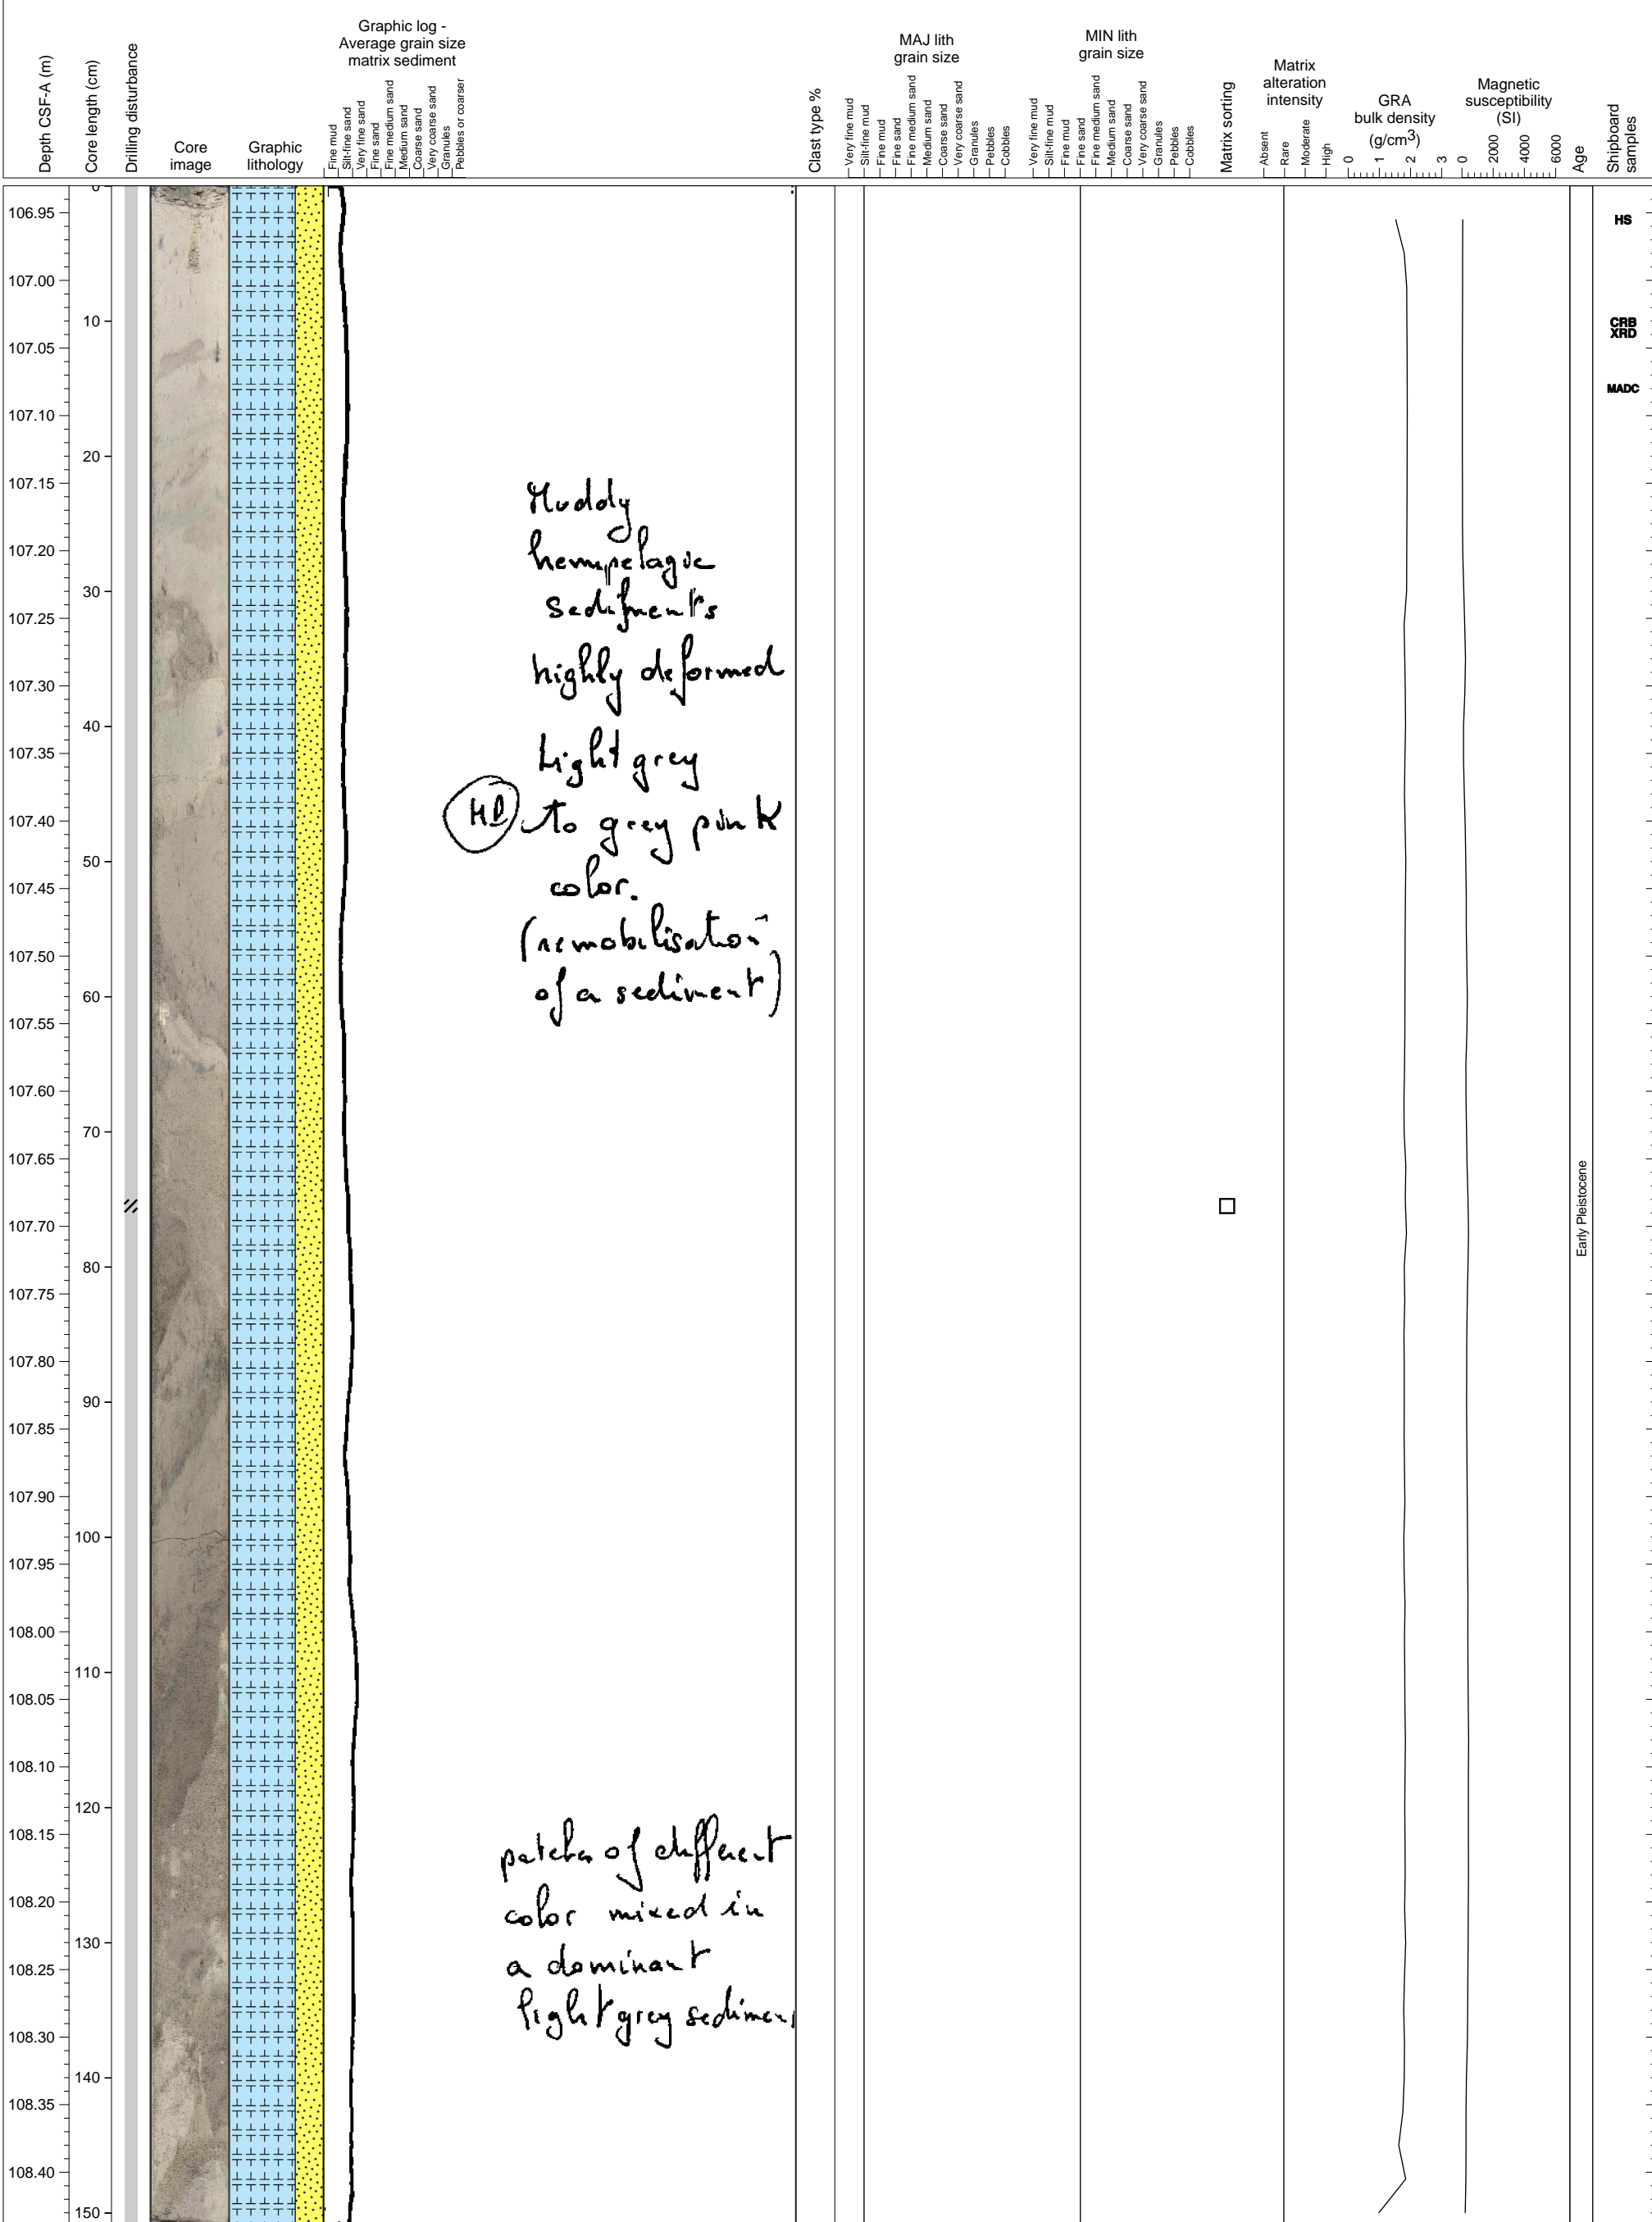 Depth CSF-A (m)
Core length (cm)
Drilling disturbance
Core
image
Graphic
lithology
Graphic log -
Average grain size
matrix sediment
Fine mud
Silt-fine sand
Very fine sand
Fine sand
Fine medium sand
Medium sand
Coarse sand
Very coarse sand
Granules
Pebbles or coarser
Clast type %
MAJ lith
grain size
Very fine mud
Silt-fine mud
Fine mud
Fine sand
Fine medium sand
Medium sand
Coarse sand
Very coarse sand
Granules
Pebbles
Cobbles
MIN lith
grain size
Very fine mud
Silt-fine mud
Fine mud
Fine sand
Fine medium sand
Medium sand
Coarse sand
Very coarse sand
Granules
Pebbles
Cobbles
Matrix sorting
Matrix
alteration
intensity
Absent
Rare
Moderate
High
GRA
bulk density
(g/cm3)
0 1 2 3
Magnetic
susceptibility
(SI)
0 2000 4000 6000
Age
Shipboard
samples
106.95
107.00
107.05
107.10
107.15
107.20
107.25
107.30
107.35
107.40
107.45
107.50
107.55
107.60
107.65
107.70
107.75
107.80
107.85
107.90
107.95
108.00
108.05
108.10
108.15
108.20
108.25
108.30
108.35
108.40
0
10
20
30
40
50
60
70
80
90
100
110
120
130
140
150
Muddy
hemipelagic
sediments
highly deformed
Light grey
to grey pink
color.
(remobilisation
of a sediment)
patches of different
color mixed in
a dominant
light grey sediment
Early Pleistocene
HS
CRB
XRD
MADC